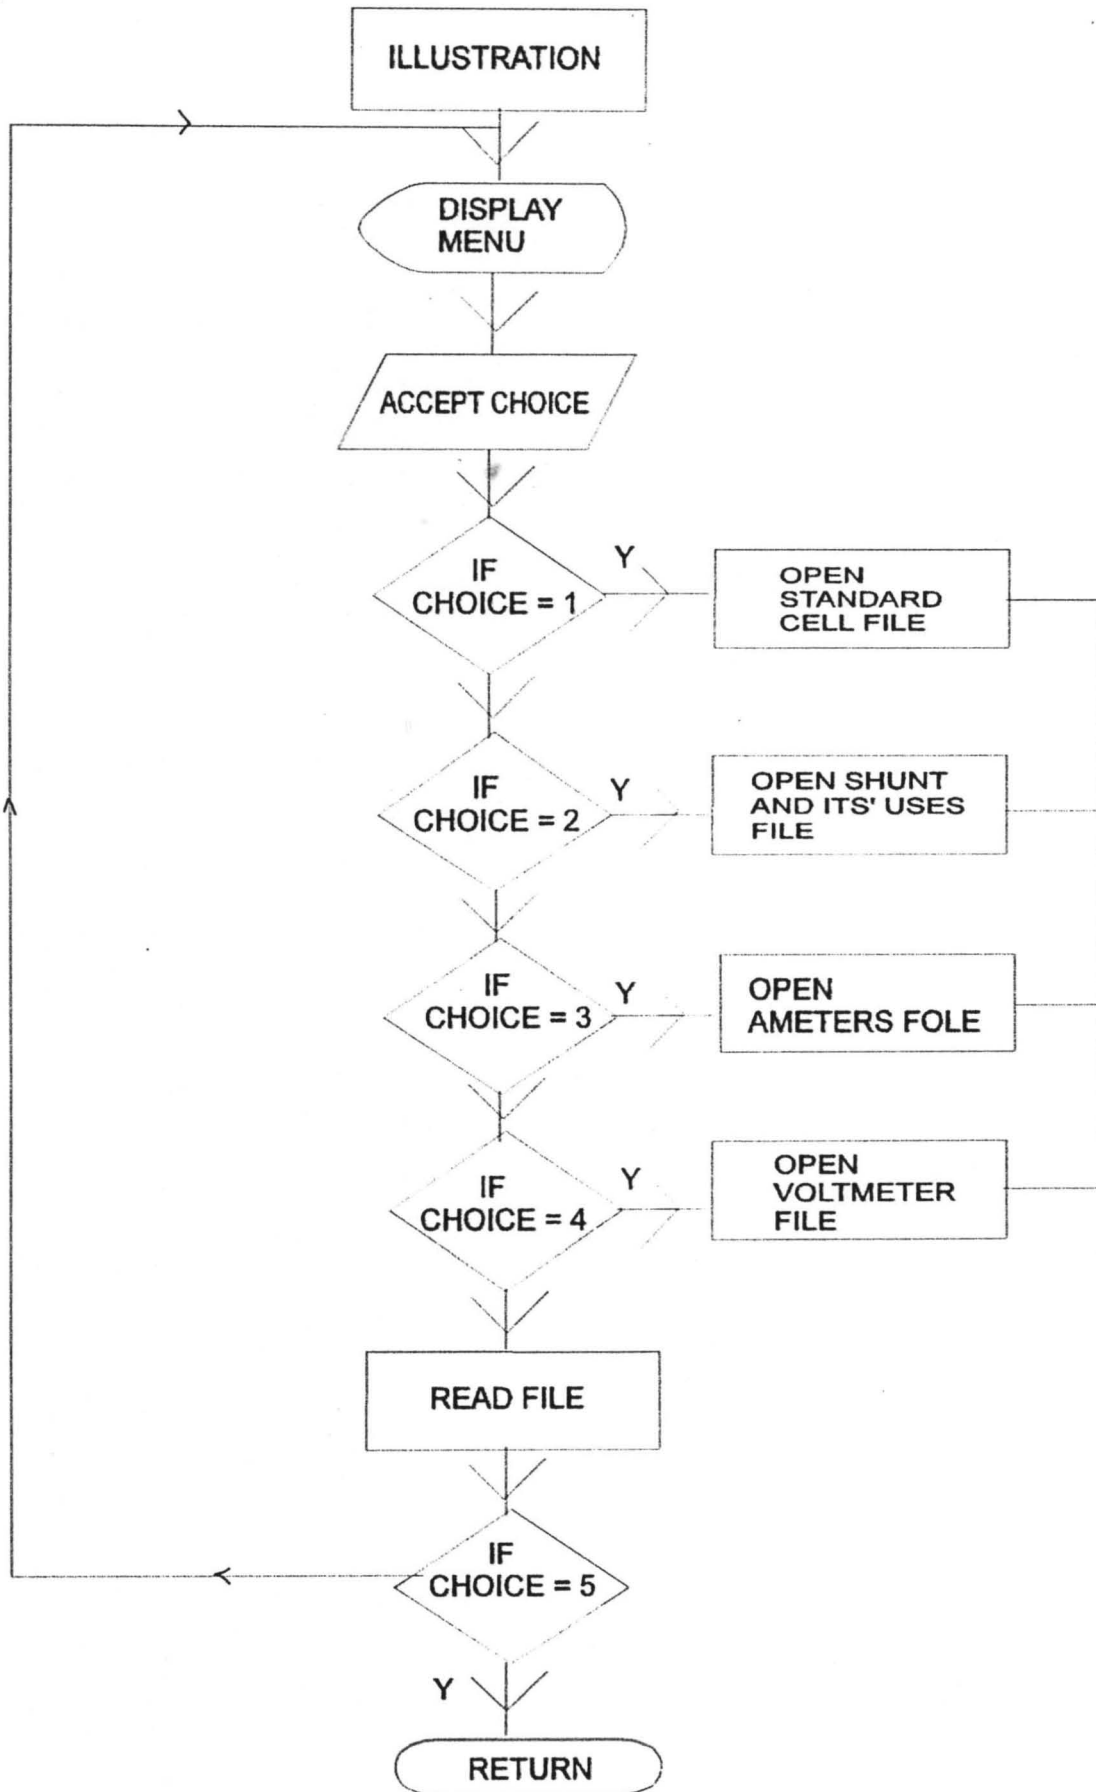 ILLUSTRATION
DISPLAY
MENU
ACCEPT CHOICE
IF
CHOICE = 1
Y
OPEN
STANDARD
CELL FILE
IF
CHOICE = 2
Y
OPEN SHUNT
AND ITS' USES
FILE
IF
CHOICE = 3
Y
OPEN
AMETERS FOLE
IF
CHOICE = 4
Y
OPEN
VOLTMETER
FILE
READ FILE
IF
CHOICE = 5
Y
RETURN